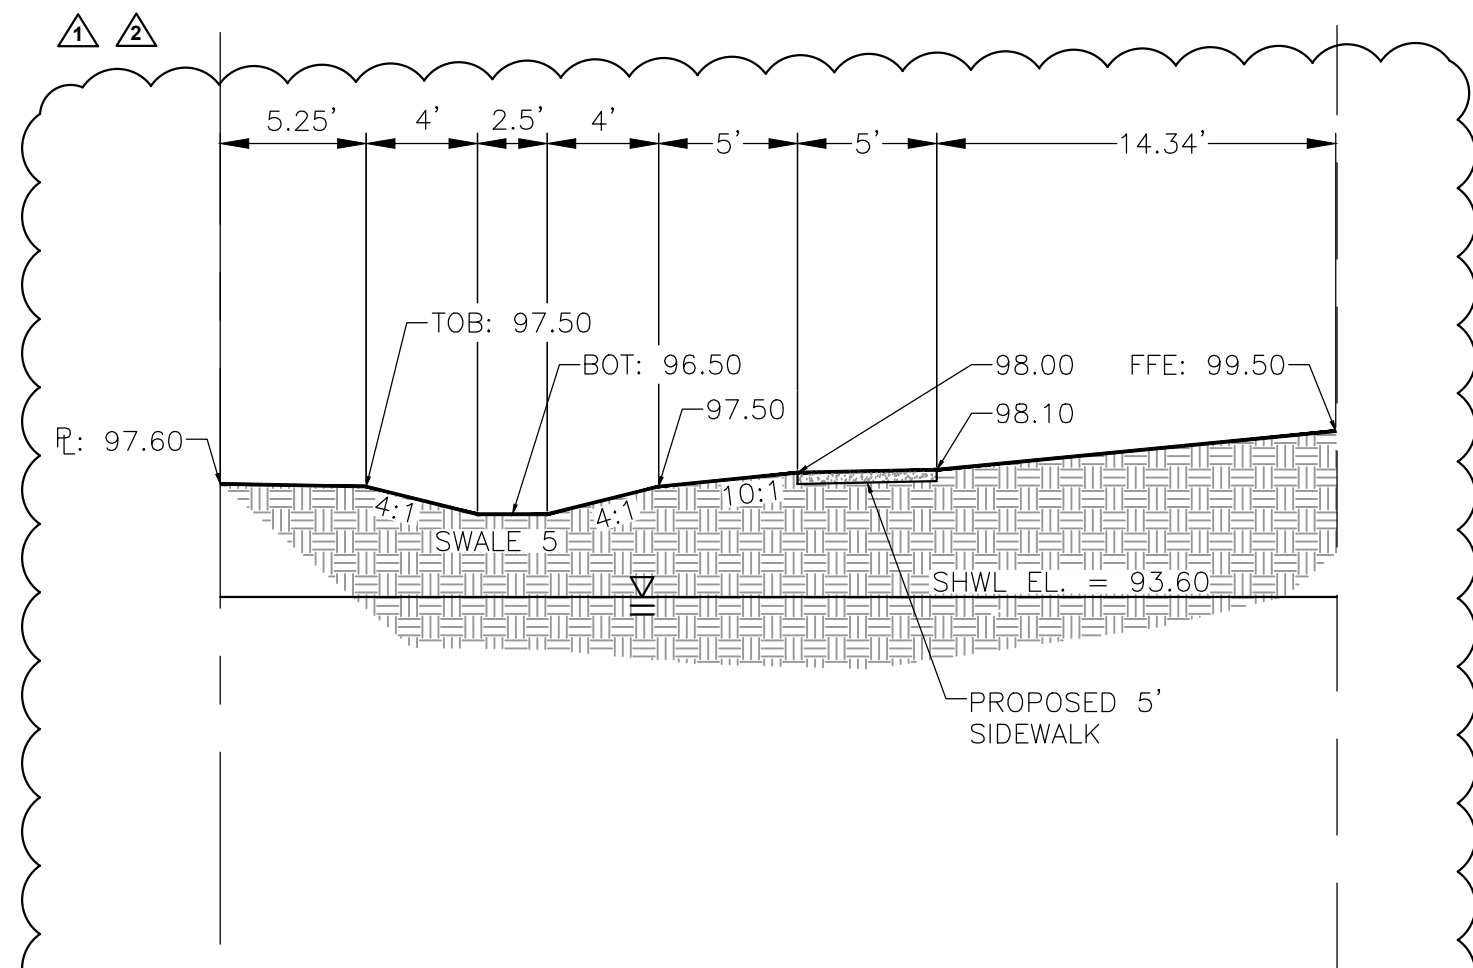 1 2
5.25' 4' 2.5' 4' 5' 5' 14.34'
TOB: 97.50
BOT: 96.50
98.00
FFE: 99.50
97.50
98.10
PL: 97.60
4:1
4:1
10:1
SWALE 5
SHWL EL. = 93.60
PROPOSED 5'
SIDEWALK